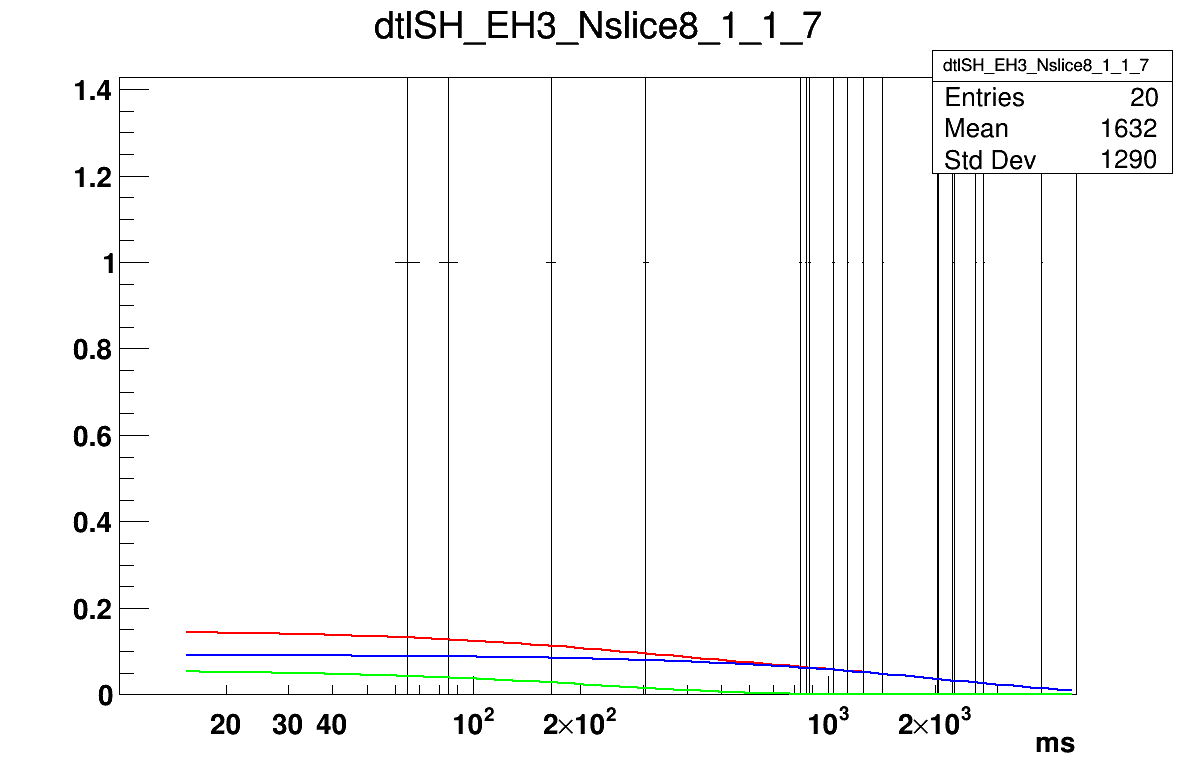 dtlSH_EH3_Nslice8_1_1_7
dtlSH_EH3_Nslice8_1_1_7
Entries 20
Mean 1632
Std Dev 1290
1.4
1.2
1
0.8
0.6
0.4
0.2
0
20 30 40 10² 2×10² 10³ 2×10³
ms